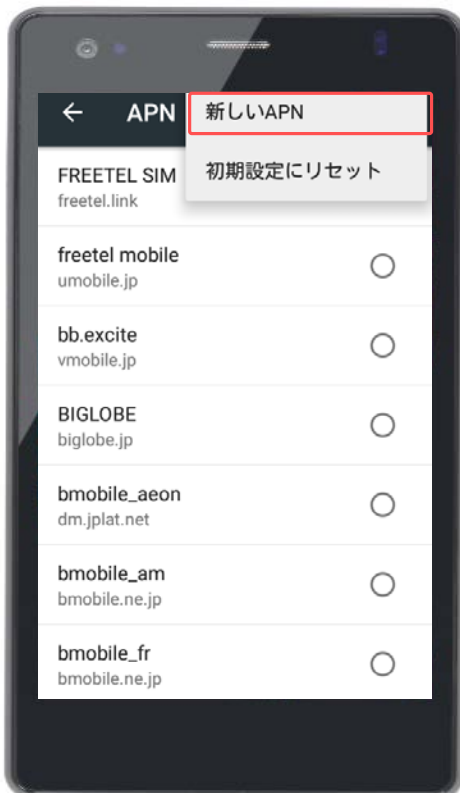 APN
新しいAPN
初期設定にリセット
FREETEL SIM
freetel.link
freetel mobile
umobile.jp
bb.excite
vmobile.jp
BIGLOBE
biglobe.jp
bmobile_aeon
dm.jplat.net
bmobile_am
bmobile.ne.jp
bmobile_fr
bmobile.ne.jp